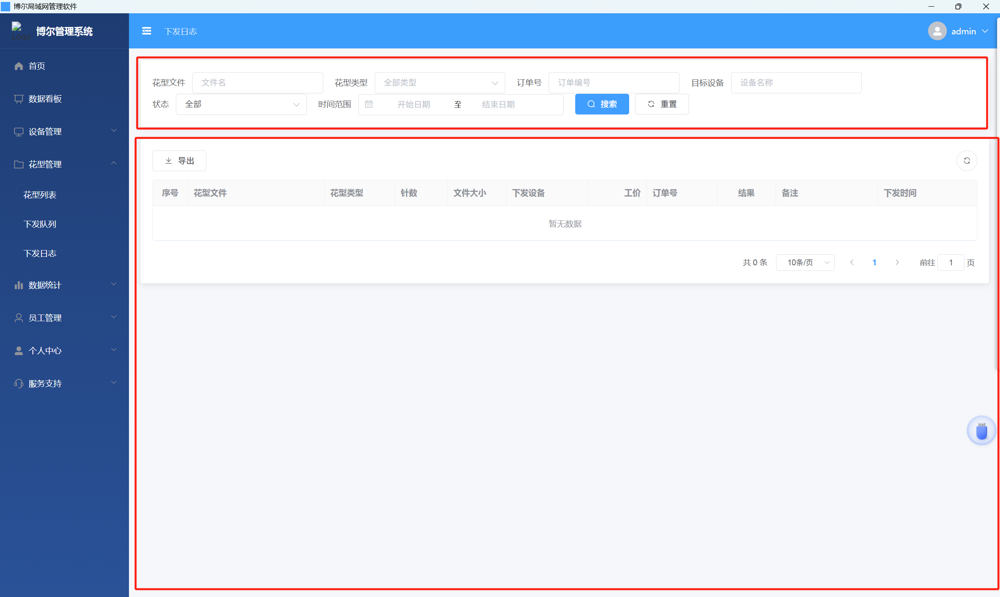 博尔局域网管理软件
Logo 博尔管理系统
下发日志
admin
首页
数据看板
设备管理
花型管理
花型列表
下发队列
下发日志
数据统计
员工管理
个人中心
服务支持
花型文件 文件名 花型类型 全部类型 订单号 订单编号 目标设备 设备名称
状态 全部 时间范围 开始日期 至 结束日期 搜索 重置
导出
序号 花型文件 花型类型 针数 文件大小 下发设备 工价 订单号 结果 备注 下发时间
暂无数据
共 0 条 10条/页 1 前往 1 页